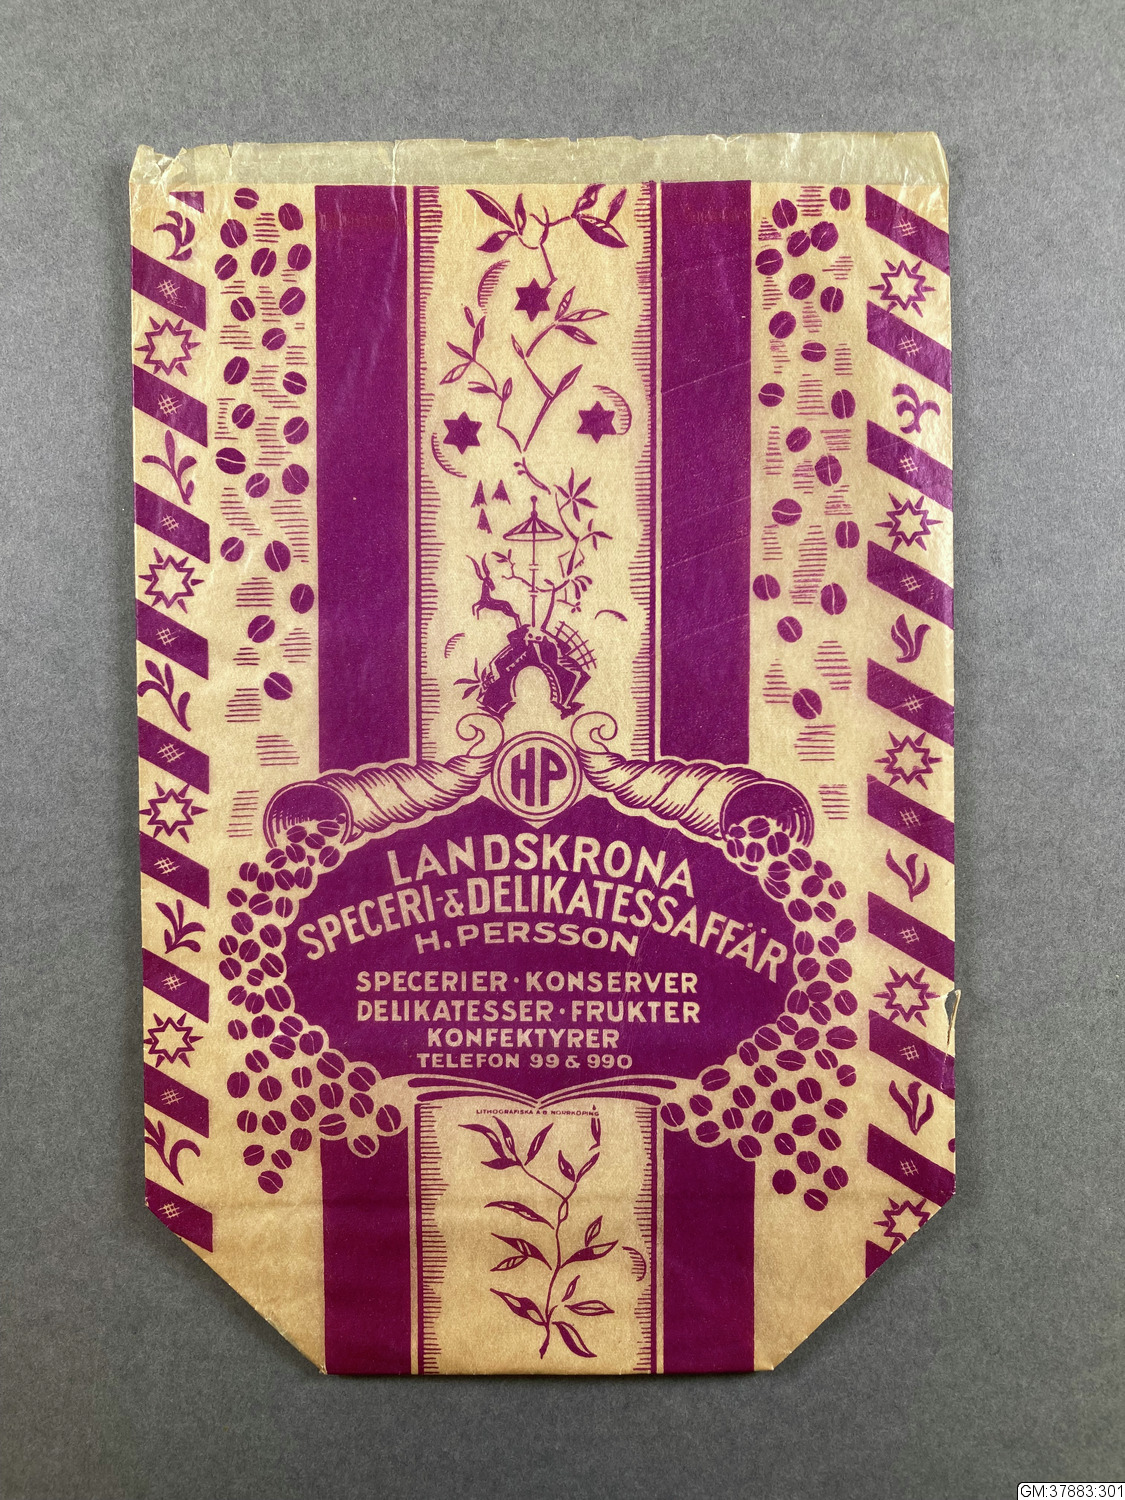 HP
LANDSKRONA
SPECERI- & DELIKATESSAFFÄR
H. PERSSON
SPECERIER · KONSERVER
DELIKATESSER · FRUKTER
KONFEKTYRER
TELEFON 99 & 990
LITHOGRAFISKA A B NORRKÖPING
GM:37883:301